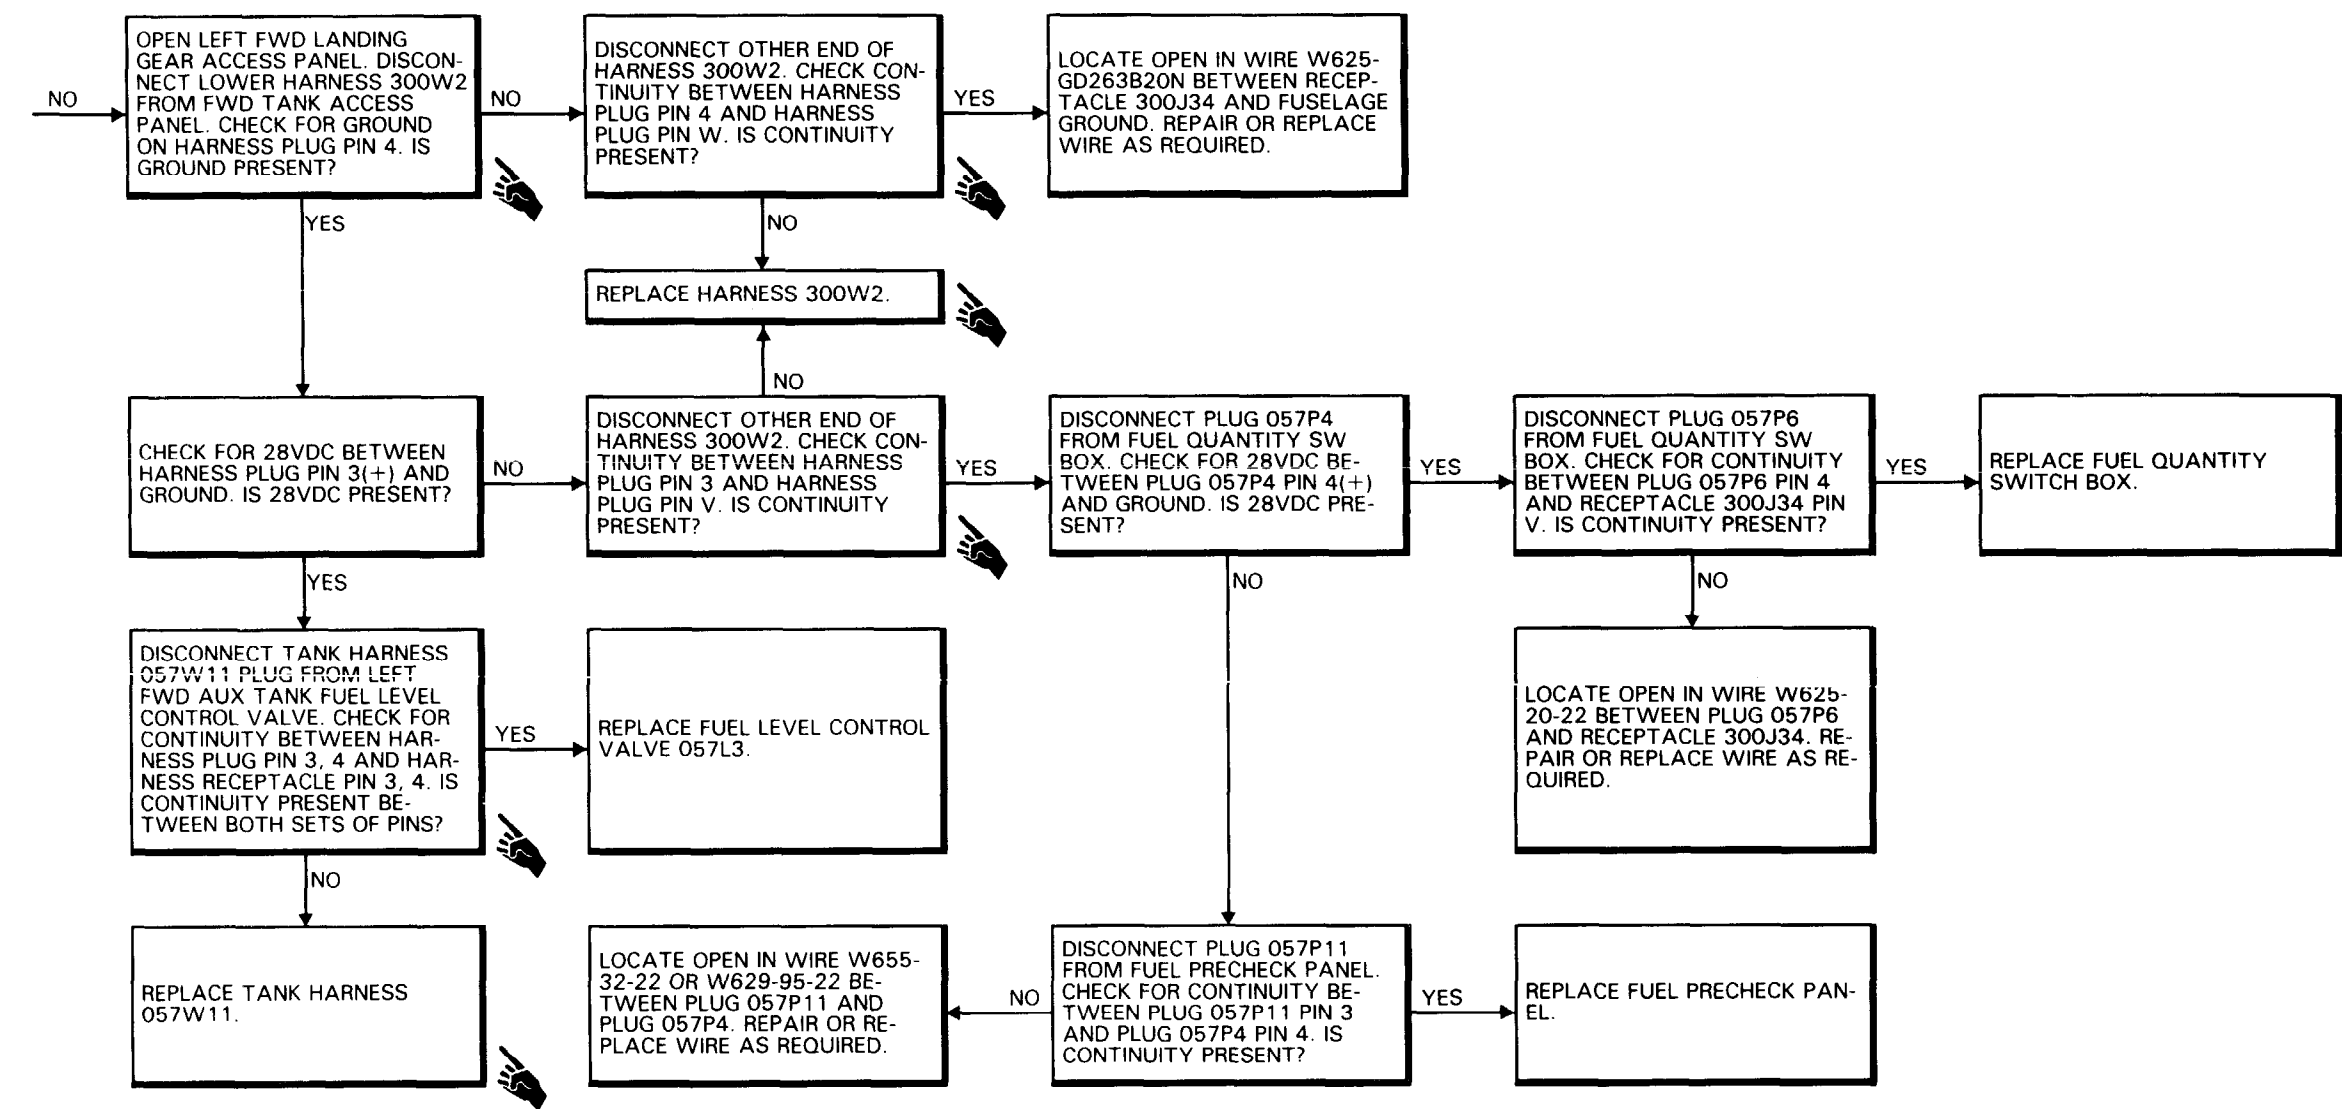 NO
OPEN LEFT FWD LANDING
GEAR ACCESS PANEL. DISCON-
NECT LOWER HARNESS 300W2
FROM FWD TANK ACCESS
PANEL. CHECK FOR GROUND
ON HARNESS PLUG PIN 4. IS
GROUND PRESENT?
NO
DISCONNECT OTHER END OF
HARNESS 300W2. CHECK CON-
TINUITY BETWEEN HARNESS
PLUG PIN 4 AND HARNESS
PLUG PIN W. IS CONTINUITY
PRESENT?
YES
LOCATE OPEN IN WIRE W625-
GD263B20N BETWEEN RECEP-
TACLE 300J34 AND FUSELAGE
GROUND. REPAIR OR REPLACE
WIRE AS REQUIRED.
YES
NO
REPLACE HARNESS 300W2.
NO
CHECK FOR 28VDC BETWEEN
HARNESS PLUG PIN 3(+) AND
GROUND. IS 28VDC PRESENT?
NO
DISCONNECT OTHER END OF
HARNESS 300W2. CHECK CON-
TINUITY BETWEEN HARNESS
PLUG PIN 3 AND HARNESS
PLUG PIN V. IS CONTINUITY
PRESENT?
YES
DISCONNECT PLUG 057P4
FROM FUEL QUANTITY SW
BOX. CHECK FOR 28VDC BE-
TWEEN PLUG 057P4 PIN 4(+)
AND GROUND. IS 28VDC PRE-
SENT?
YES
DISCONNECT PLUG 057P6
FROM FUEL QUANTITY SW
BOX. CHECK FOR CONTINUITY
BETWEEN PLUG 057P6 PIN 4
AND RECEPTACLE 300J34 PIN
V. IS CONTINUITY PRESENT?
YES
REPLACE FUEL QUANTITY
SWITCH BOX.
YES
NO
NO
DISCONNECT TANK HARNESS
057W11 PLUG FROM LEFT
FWD AUX TANK FUEL LEVEL
CONTROL VALVE. CHECK FOR
CONTINUITY BETWEEN HAR-
NESS PLUG PIN 3, 4 AND HAR-
NESS RECEPTACLE PIN 3, 4. IS
CONTINUITY PRESENT BE-
TWEEN BOTH SETS OF PINS?
YES
REPLACE FUEL LEVEL CONTROL
VALVE 057L3.
LOCATE OPEN IN WIRE W625-
20-22 BETWEEN PLUG 057P6
AND RECEPTACLE 300J34. RE-
PAIR OR REPLACE WIRE AS RE-
QUIRED.
NO
REPLACE TANK HARNESS
057W11.
LOCATE OPEN IN WIRE W655-
32-22 OR W629-95-22 BE-
TWEEN PLUG 057P11 AND
PLUG 057P4. REPAIR OR RE-
PLACE WIRE AS REQUIRED.
NO
DISCONNECT PLUG 057P11
FROM FUEL PRECHECK PANEL.
CHECK FOR CONTINUITY BE-
TWEEN PLUG 057P11 PIN 3
AND PLUG 057P4 PIN 4. IS
CONTINUITY PRESENT?
YES
REPLACE FUEL PRECHECK PAN-
EL.